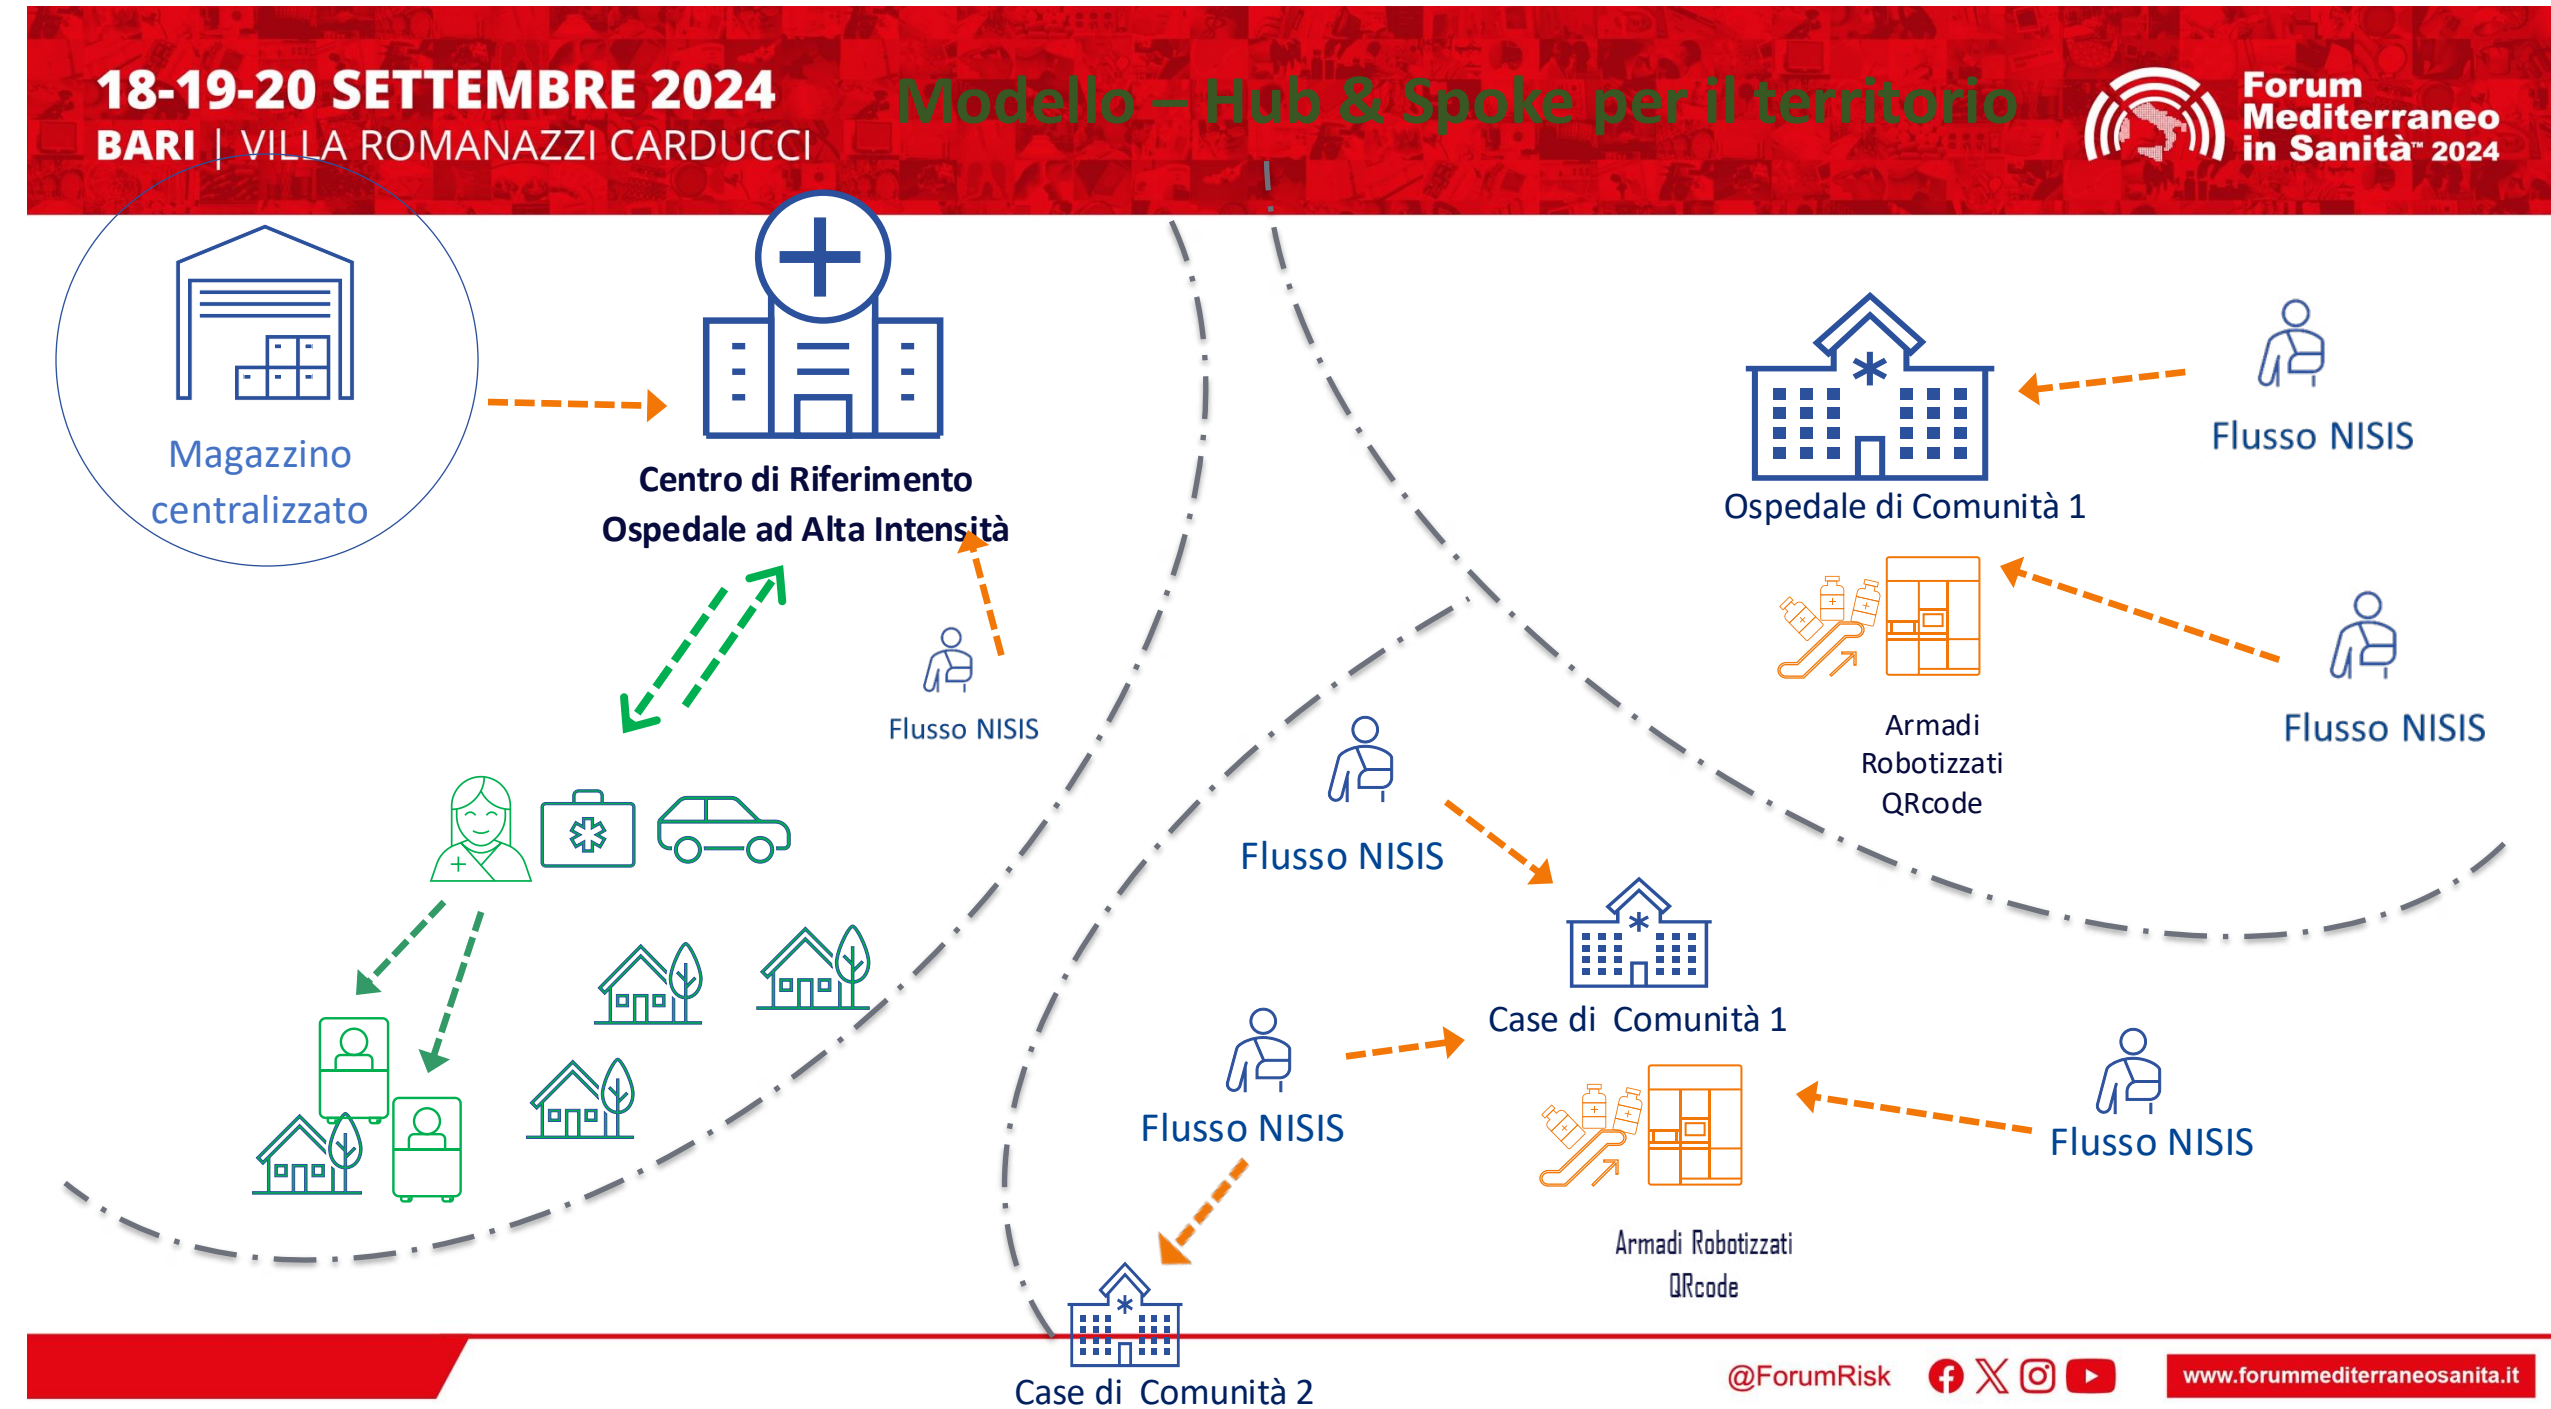 18-19-20 SETTEMBRE 2024
BARI | VILLA ROMANAZZI CARDUCCI
Modello – Hub & Spoke per il territorio
Forum
Mediterraneo
in Sanità™ 2024
Magazzino
centralizzato
Centro di Riferimento
Ospedale ad Alta Intensità
Flusso NISIS
Ospedale di Comunità 1
Flusso NISIS
Armadi
Robotizzati
QRcode
Flusso NISIS
Flusso NISIS
Case di Comunità 1
Flusso NISIS
Flusso NISIS
Armadi Robotizzati
QRcode
Case di Comunità 2
@ForumRisk
www.forummediterraneosanita.it